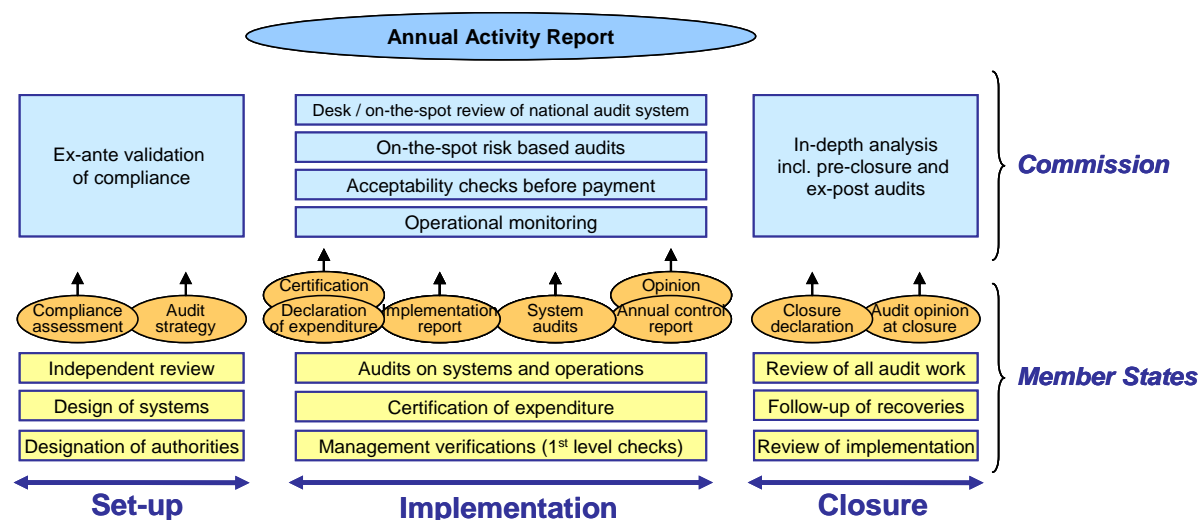 Annual Activity Report
Ex-ante validation
of compliance
Desk / on-the-spot review of national audit system
On-the-spot risk based audits
Acceptability checks before payment
Operational monitoring
In-depth analysis
incl. pre-closure and
ex-post audits
Commission
Compliance
assessment
Audit
strategy
Certification
Declaration
of expenditure
Implementation
report
System
audits
Opinion
Annual control
report
Closure
declaration
Audit opinion
at closure
Independent review
Design of systems
Designation of authorities
Audits on systems and operations
Certification of expenditure
Management verifications (1st level checks)
Review of all audit work
Follow-up of recoveries
Review of implementation
Member States
Set-up
Implementation
Closure